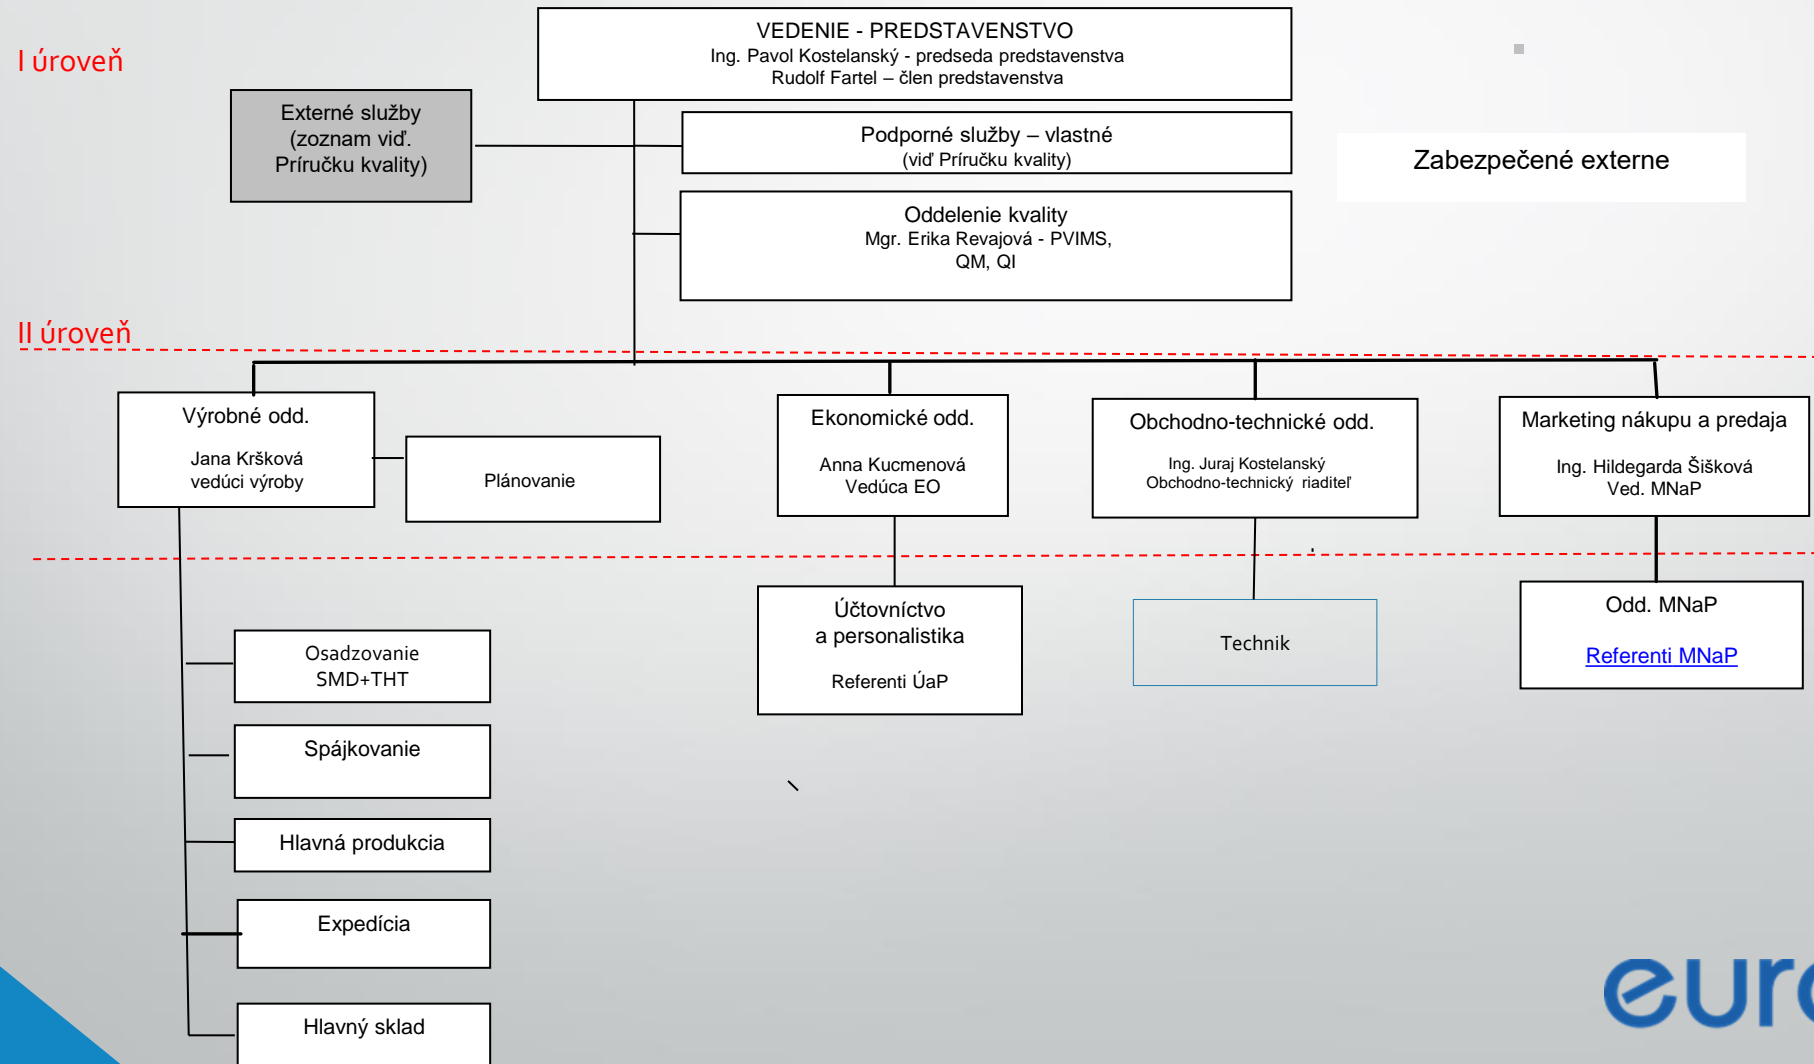 VEDENIE - PREDSTAVENSTVO
Ing. Pavol Kostelanský - predseda predstavenstva
Rudolf Fartel – člen predstavenstva
I úroveň
Externé služby
(zoznam viď.
Príručku kvality)
Podporné služby – vlastné
(viď Príručku kvality)
Zabezpečené externe
Oddelenie kvality
Mgr. Erika Revajová - PVIMS,
QM, QI
II úroveň
Výrobné odd.
Jana Kršková
vedúci výroby
Plánovanie
Ekonomické odd.
Anna Kucmenová
Vedúca EO
Obchodno-technické odd.
Ing. Juraj Kostelanský
Obchodno-technický riaditeľ
Marketing nákupu a predaja
Ing. Hildegarda Šišková
Ved. MNaP
Účtovníctvo
a personalistika
Referenti ÚaP
Technik
Odd. MNaP
Referenti MNaP
Osadzovanie
SMD+THT
Spájkovanie
Hlavná produkcia
Expedícia
Hlavný sklad